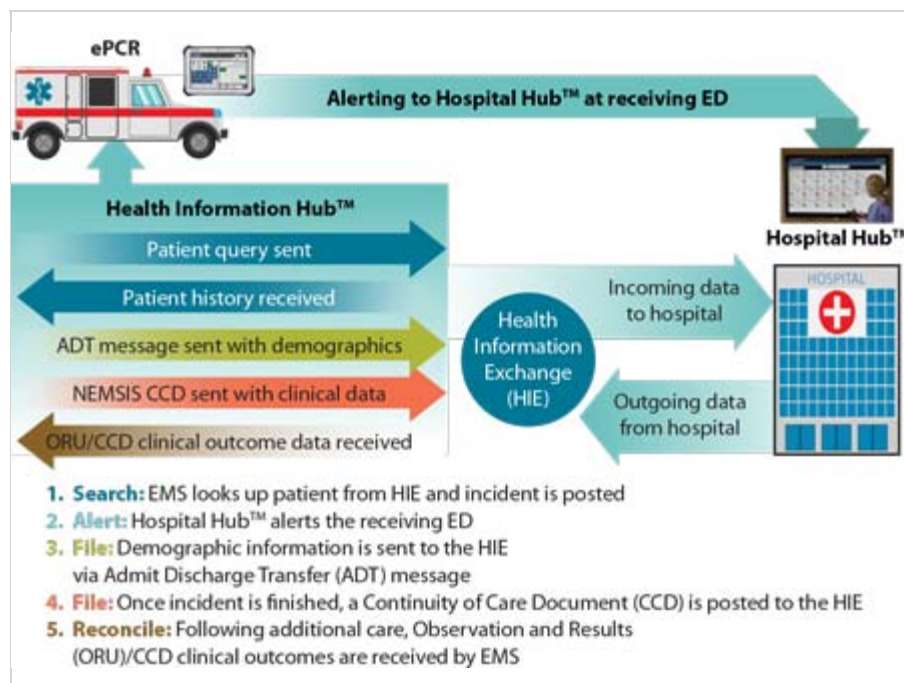 ePCR
Alerting to Hospital Hub™ at receiving ED
Health Information Hub™
Patient query sent
Patient history received
ADT message sent with demographics
NEMSIS CCD sent with clinical data
ORU/CCD clinical outcome data received
Health
Information
Exchange
(HIE)
Incoming data
to hospital
Outgoing data
from hospital
Hospital Hub™
HOSPITAL
1. Search: EMS looks up patient from HIE and incident is posted
2. Alert: Hospital Hub™ alerts the receiving ED
3. File: Demographic information is sent to the HIE
via Admit Discharge Transfer (ADT) message
4. File: Once incident is finished, a Continuity of Care Document (CCD) is posted to the HIE
5. Reconcile: Following additional care, Observation and Results
(ORU)/CCD clinical outcomes are received by EMS